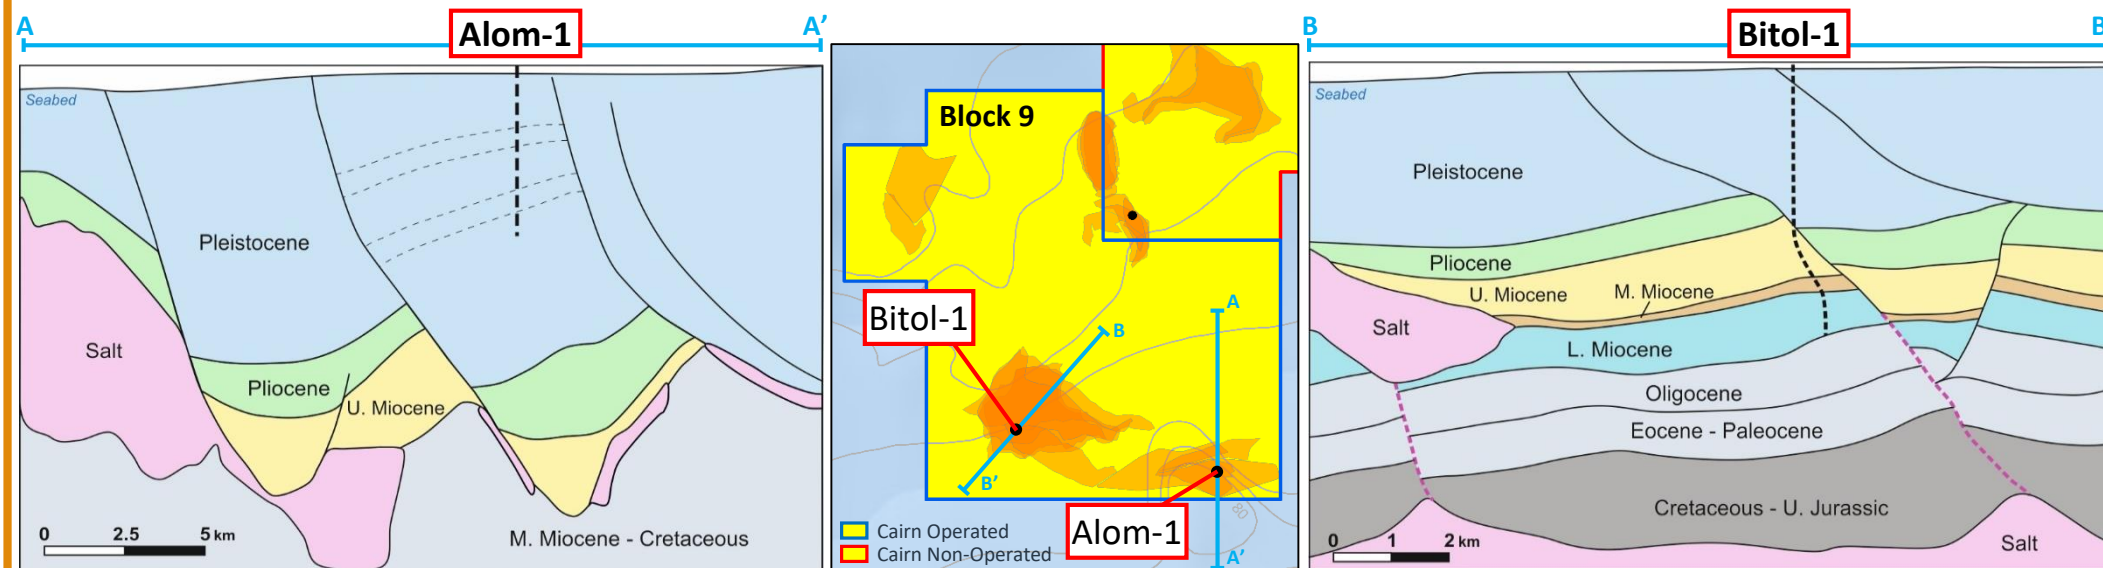 A
Alom-1
A’
Seabed
Pleistocene
Salt
Pliocene
U. Miocene
M. Miocene - Cretaceous
0 2.5 5 km
Block 9
Bitol-1
A
B
B’
Alom-1
80
A’
Cairn Operated
Cairn Non-Operated
B
Bitol-1
B
Seabed
Pleistocene
Pliocene
U. Miocene
M. Miocene
Salt
L. Miocene
Oligocene
Eocene - Paleocene
Cretaceous - U. Jurassic
0 1 2 km
Salt